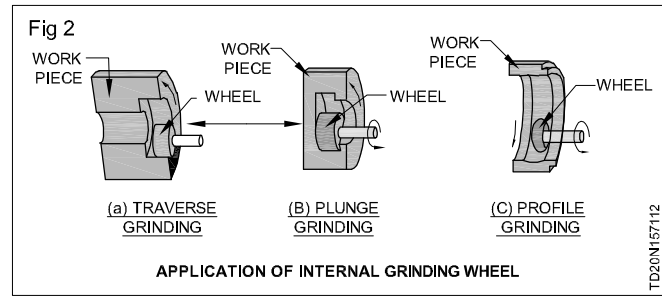 Fig 2
WORK
PIECE
WHEEL
(a) TRAVERSE
GRINDING
WORK
PIECE
WHEEL
(B) PLUNGE
GRINDING
WORK
PIECE
WHEEL
(C) PROFILE
GRINDING
APPLICATION OF INTERNAL GRINDING WHEEL
TD20N157112